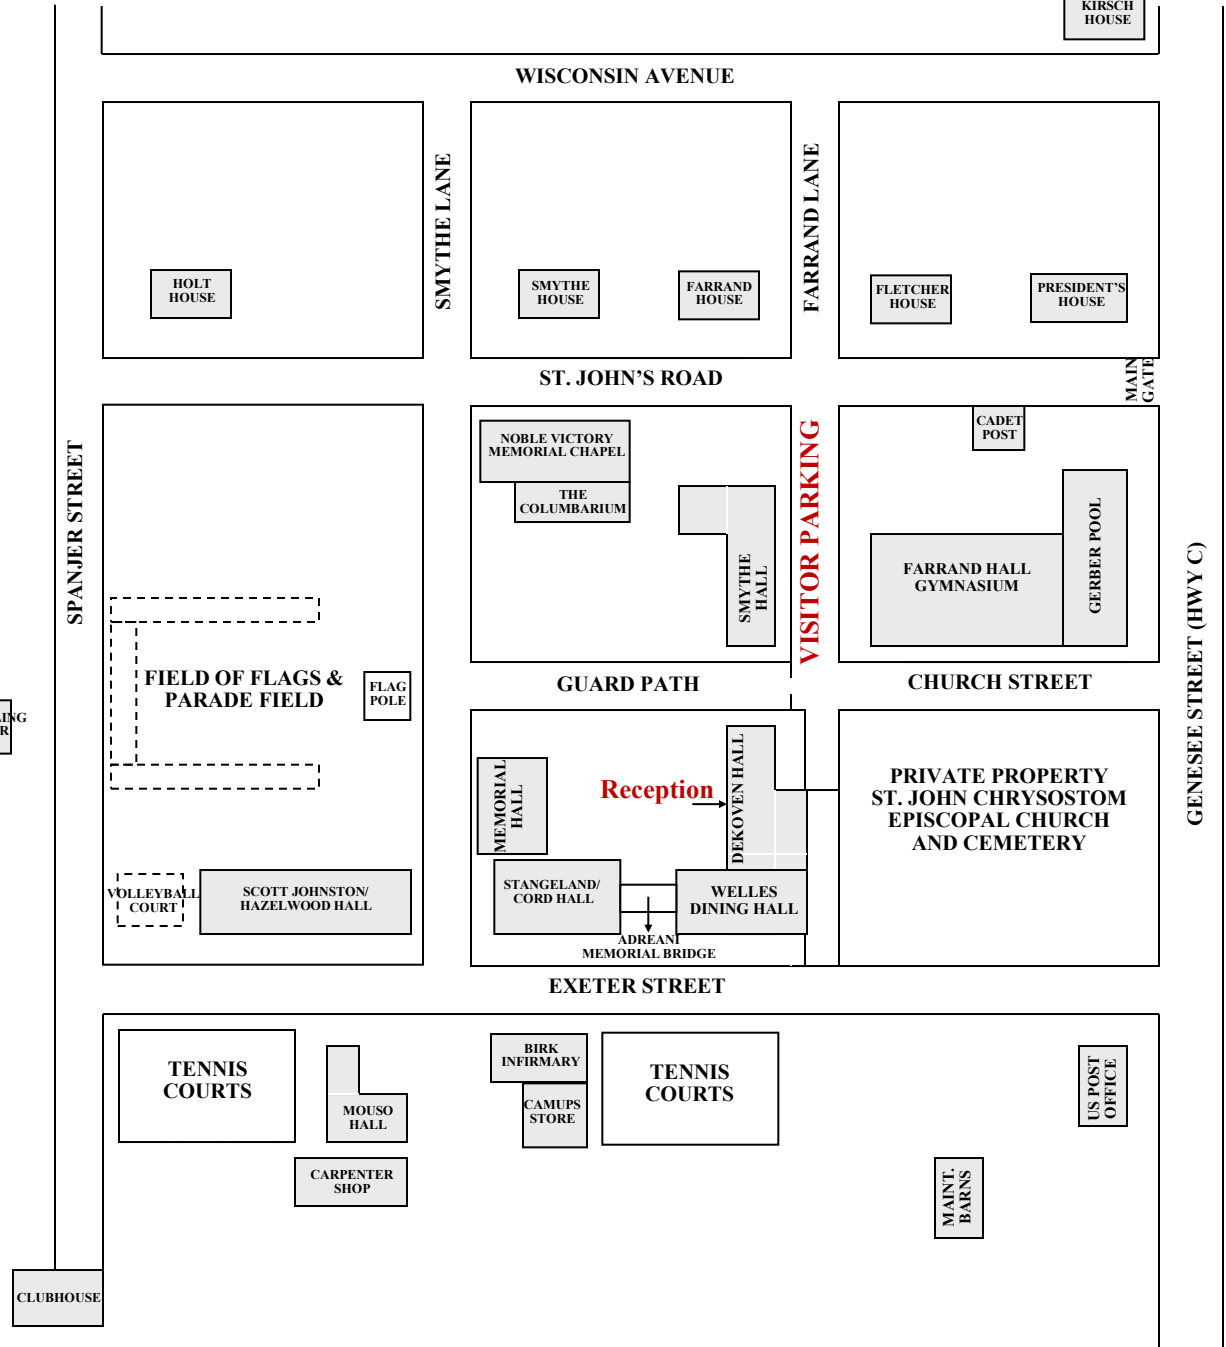 KIRSCH
HOUSE
WISCONSIN AVENUE
SMYTHE LANE
FARRAND LANE
HOLT
HOUSE
SMYTHE
HOUSE
FARRAND
HOUSE
FLETCHER
HOUSE
PRESIDENT'S
HOUSE
ST. JOHN'S ROAD
MAIN
GATE
SPANJER STREET
NOBLE VICTORY
MEMORIAL CHAPEL
THE
COLUMBARIUM
SMYTHE
HALL
VISITOR PARKING
CADET
POST
FARRAND HALL
GYMNASIUM
GERBER POOL
GENESEE STREET (HWY C)
FIELD OF FLAGS &
PARADE FIELD
FLAG
POLE
GUARD PATH
CHURCH STREET
MEMORIAL
HALL
Reception
DEKOVEN HALL
PRIVATE PROPERTY
ST. JOHN CHRYSOSTOM
EPISCOPAL CHURCH
AND CEMETERY
VOLLEYBALL
COURT
SCOTT JOHNSTON/
HAZELWOOD HALL
STANGELAND/
CORD HALL
WELLES
DINING HALL
ADREANI
MEMORIAL BRIDGE
EXETER STREET
TENNIS
COURTS
MOUSO
HALL
CARPENTER
SHOP
BIRK
INFIRMARY
CAMUPS
STORE
TENNIS
COURTS
US POST
OFFICE
MAINT.
BARNS
CLUBHOUSE